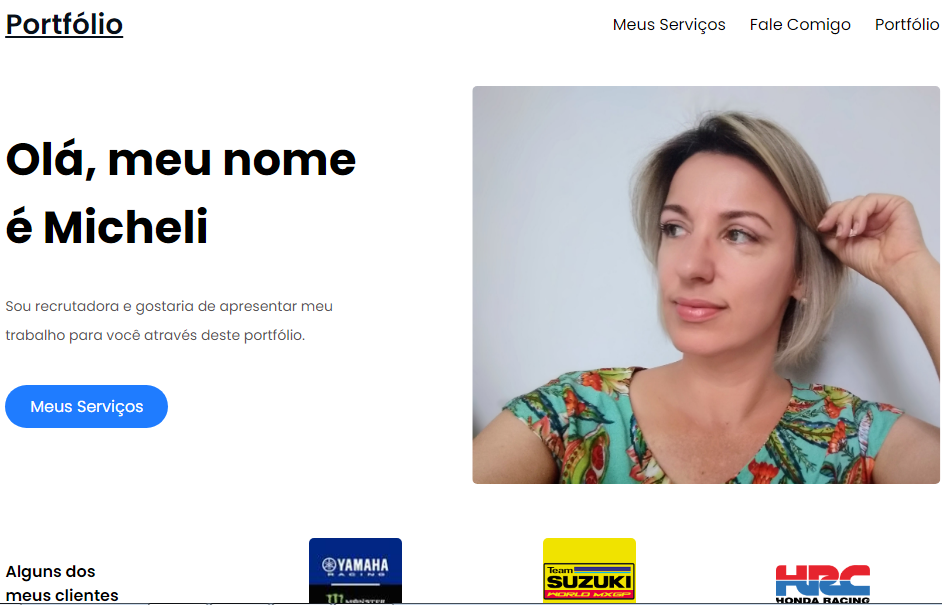 Portfólio
Meus Serviços Fale Comigo Portfólio
Olá, meu nome
é Micheli
Sou recrutadora e gostaria de apresentar meu
trabalho para você através deste portfólio.
Meus Serviços
Alguns dos
meus clientes
YAMAHA
RACING
MONSTER
Team
SUZUKI
WORLD MXGP
HRC
HONDA RACING